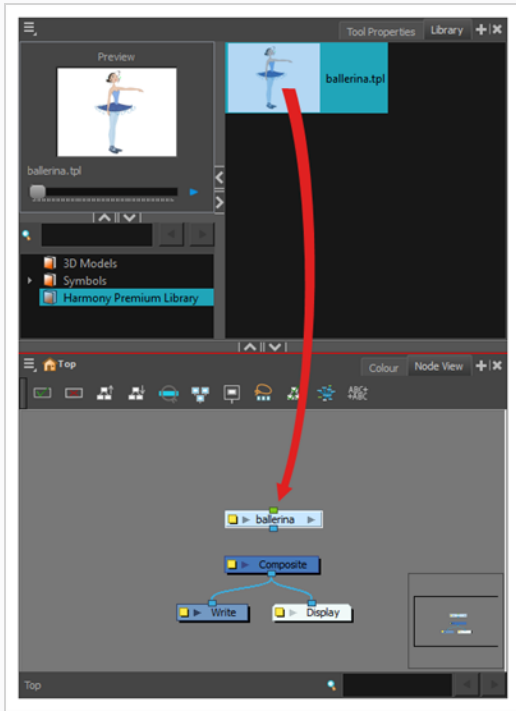 Tool Properties Library
Preview
ballerina.tpl
ballerina.tpl
3D Models
Symbols
Harmony Premium Library
Top
Colour Node View
ABC+
+ABC
ballerina
Composite
Write Display
Top